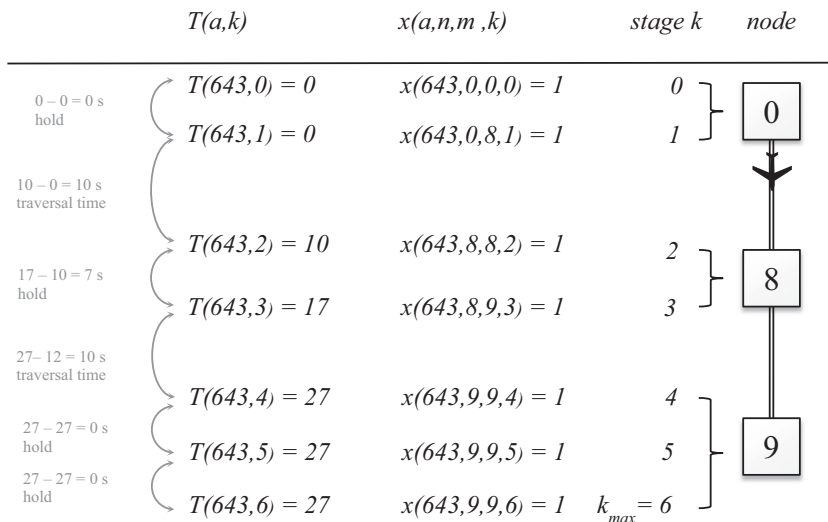 T(a,k) x(a,n,m ,k) stage k node
T(643,0) = 0 x(643,0,0,0) = 1 0
0 – 0 = 0 s
hold
0
T(643,1) = 0 x(643,0,8,1) = 1 1
10 – 0 = 10 s
traversal time
T(643,2) = 10 x(643,8,8,2) = 1 2
17 – 10 = 7 s
hold
8
T(643,3) = 17 x(643,8,9,3) = 1 3
27– 12 = 10 s
traversal time
T(643,4) = 27 x(643,9,9,4) = 1 4
27 – 27 = 0 s
hold
T(643,5) = 27 x(643,9,9,5) = 1 5 9
27 – 27 = 0 s
hold
T(643,6) = 27 x(643,9,9,6) = 1 kmax = 6